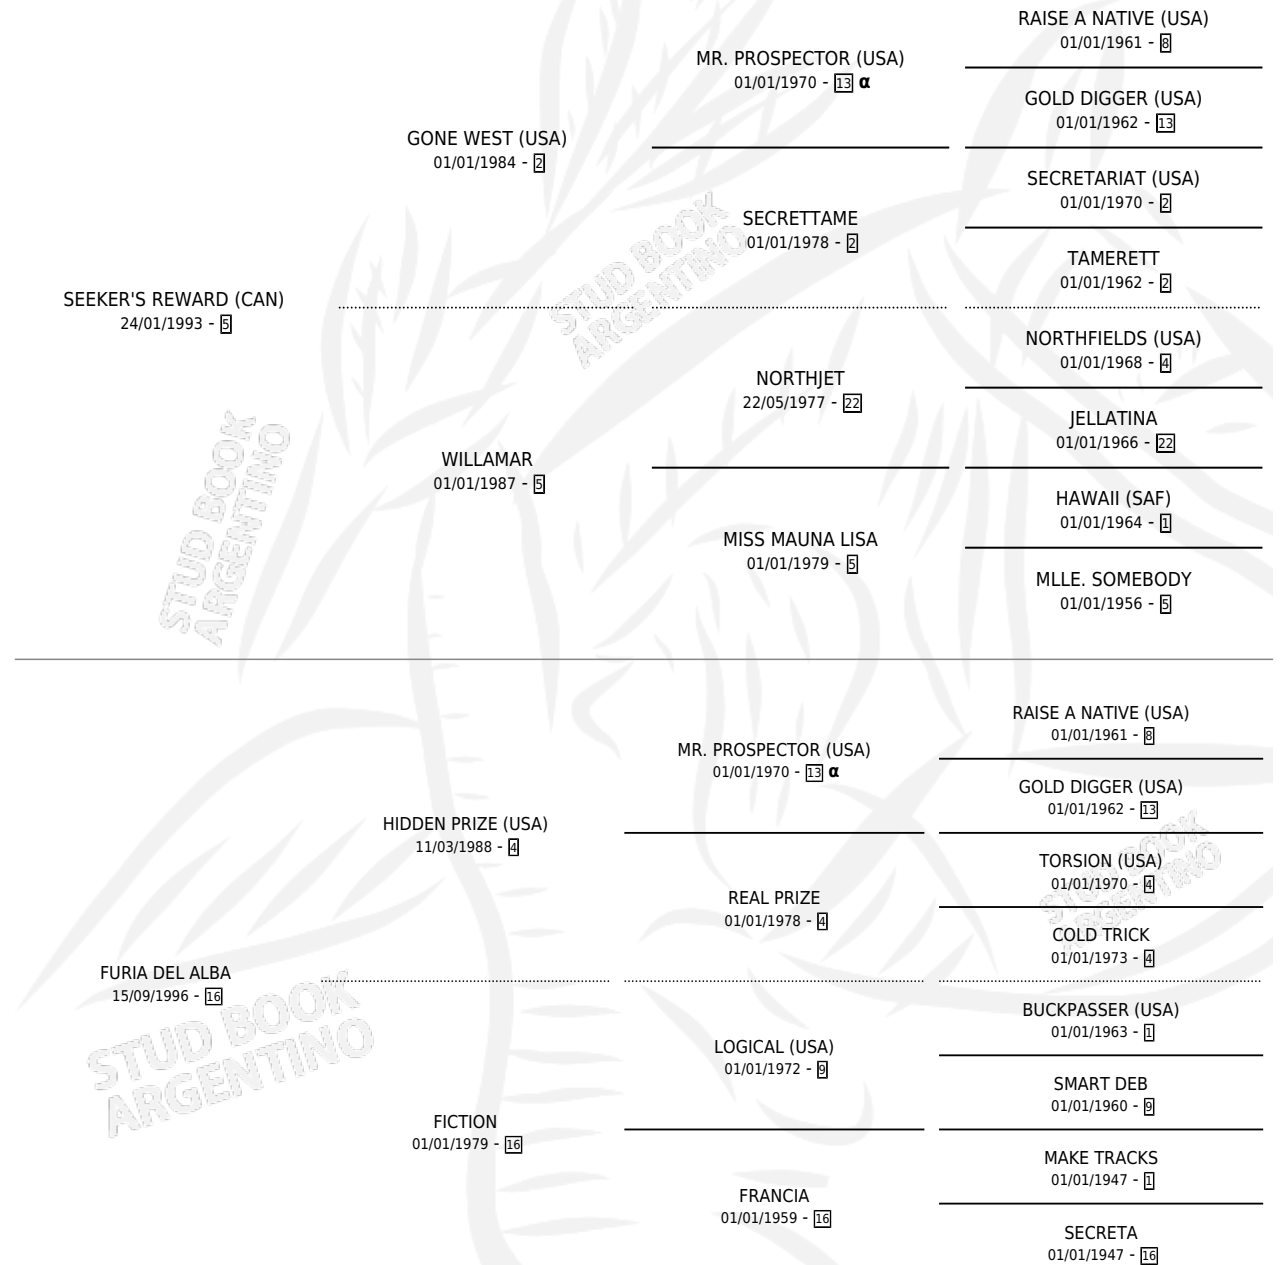 RAISE A NATIVE (USA)
01/01/1961 - 8
MR. PROSPECTOR (USA)
01/01/1970 - 13 α
GOLD DIGGER (USA)
01/01/1962 - 13
GONE WEST (USA)
01/01/1984 - 2
SECRETARIAT (USA)
01/01/1970 - 2
SECRETTAME
01/01/1978 - 2
TAMERETT
01/01/1962 - 2
SEEKER'S REWARD (CAN)
24/01/1993 - 5
NORTHFIELDS (USA)
01/01/1968 - 4
NORTHJET
22/05/1977 - 22
JELLATINA
01/01/1966 - 22
WILLAMAR
01/01/1987 - 5
HAWAII (SAF)
01/01/1964 - 1
MISS MAUNA LISA
01/01/1979 - 5
MLLE. SOMEBODY
01/01/1956 - 5
RAISE A NATIVE (USA)
01/01/1961 - 8
MR. PROSPECTOR (USA)
01/01/1970 - 13 α
GOLD DIGGER (USA)
01/01/1962 - 13
HIDDEN PRIZE (USA)
11/03/1988 - 4
TORSION (USA)
01/01/1970 - 4
REAL PRIZE
01/01/1978 - 4
COLD TRICK
01/01/1973 - 4
FURIA DEL ALBA
15/09/1996 - 16
BUCKPASSER (USA)
01/01/1963 - 1
LOGICAL (USA)
01/01/1972 - 9
SMART DEB
01/01/1960 - 9
FICTION
01/01/1979 - 16
MAKE TRACKS
01/01/1947 - 1
FRANCIA
01/01/1959 - 16
SECRETA
01/01/1947 - 16
STUD BOOK
ARGENTINO
STUD BOOK
ARGENTINO
STUD BOOK
ARGENTINO
STUD BOOK
ARGENTINO